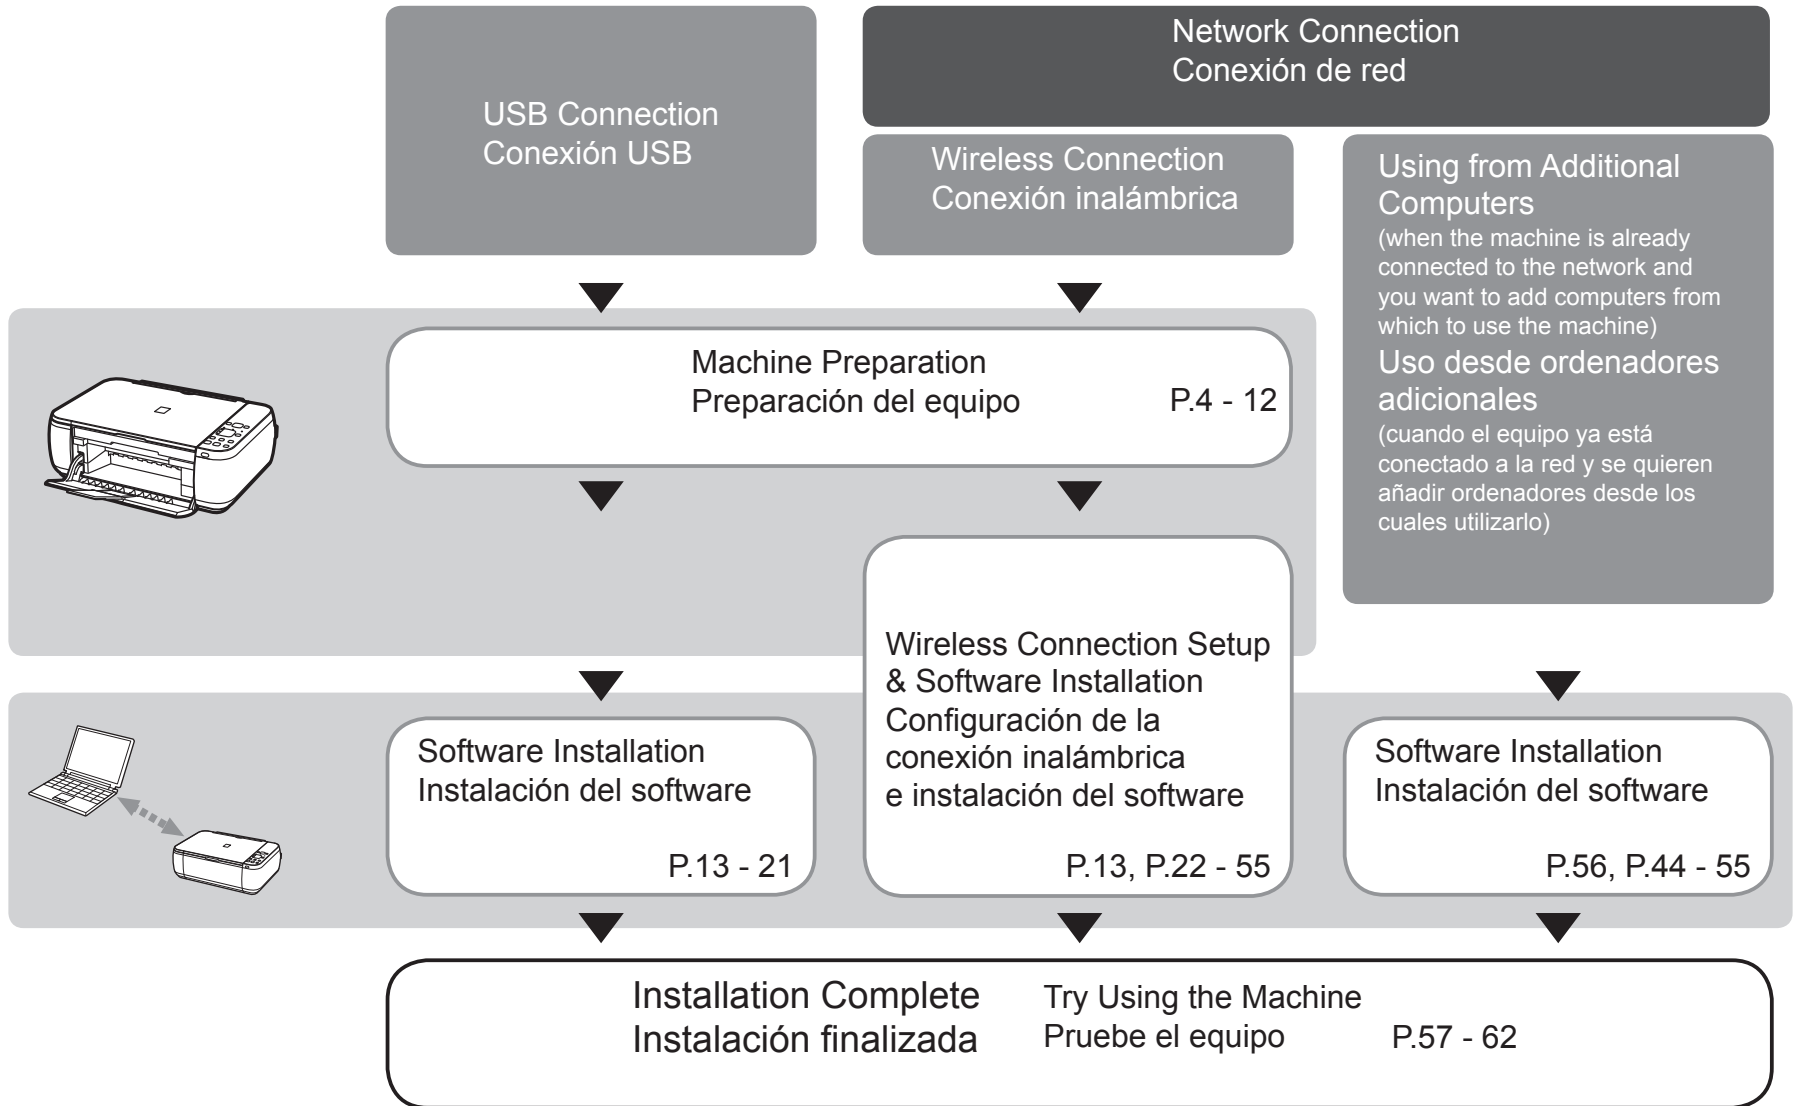 USB Connection
Conexión USB
Network Connection
Conexión de red
Wireless Connection
Conexión inalámbrica
Using from Additional
Computers
(when the machine is already
connected to the network and
you want to add computers from
which to use the machine)
Uso desde ordenadores
adicionales
(cuando el equipo ya está
conectado a la red y se quieren
añadir ordenadores desde los
cuales utilizarlo)
Machine Preparation
Preparación del equipo
P.4 - 12
Software Installation
Instalación del software
P.13 - 21
Wireless Connection Setup
& Software Installation
Configuración de la
conexión inalámbrica
e instalación del software
P.13, P.22 - 55
Software Installation
Instalación del software
P.56, P.44 - 55
Installation Complete
Instalación finalizada
Try Using the Machine
Pruebe el equipo
P.57 - 62